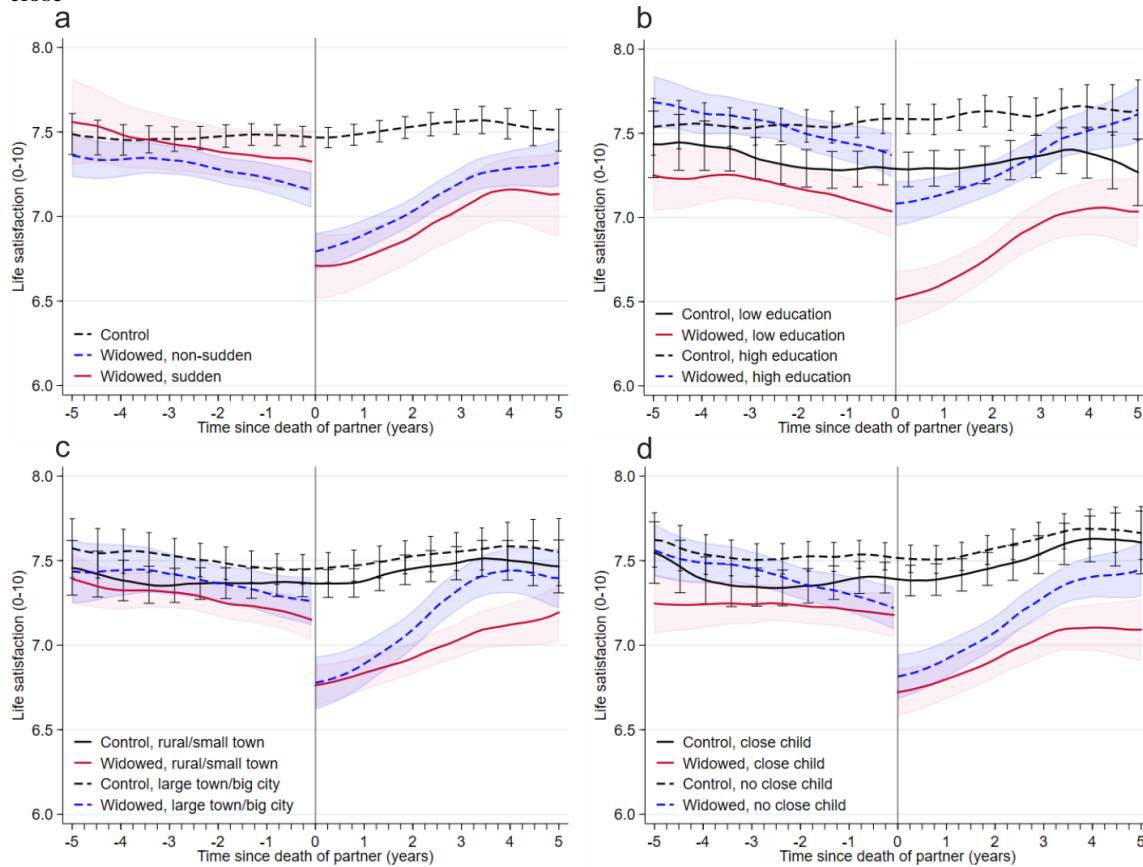 a
8.0
7.5
7.0
6.5
6.0
Life satisfaction (0-10)
Control
Widowed, non-sudden
Widowed, sudden
-5 -4 -3 -2 -1 0 1 2 3 4 5
Time since death of partner (years)
b
8.0
7.5
7.0
6.5
6.0
Life satisfaction (0-10)
Control, low education
Widowed, low education
Control, high education
Widowed, high education
-5 -4 -3 -2 -1 0 1 2 3 4 5
Time since death of partner (years)
c
8.0
7.5
7.0
6.5
6.0
Life satisfaction (0-10)
Control, rural/small town
Widowed, rural/small town
Control, large town/big city
Widowed, large town/big city
-5 -4 -3 -2 -1 0 1 2 3 4 5
Time since death of partner (years)
d
8.0
7.5
7.0
6.5
6.0
Life satisfaction (0-10)
Control, close child
Widowed, close child
Control, no close child
Widowed, no close child
-5 -4 -3 -2 -1 0 1 2 3 4 5
Time since death of partner (years)